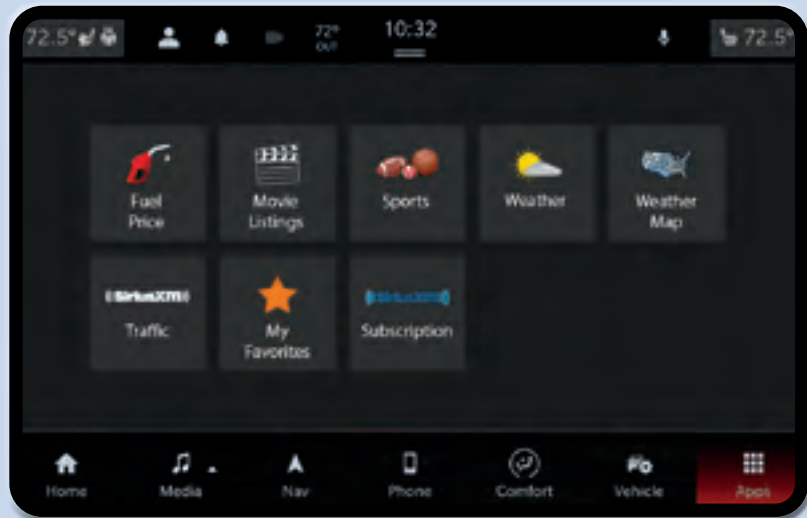 72.5°
72°
OUT
10:32
72.5°
Fuel
Price
Movie
Listings
Sports
Weather
Weather
Map
SiriusXM
Traffic
My
Favorites
SiriusXM
Subscription
Home
Media
Nav
Phone
Comfort
Vehicle
Apps